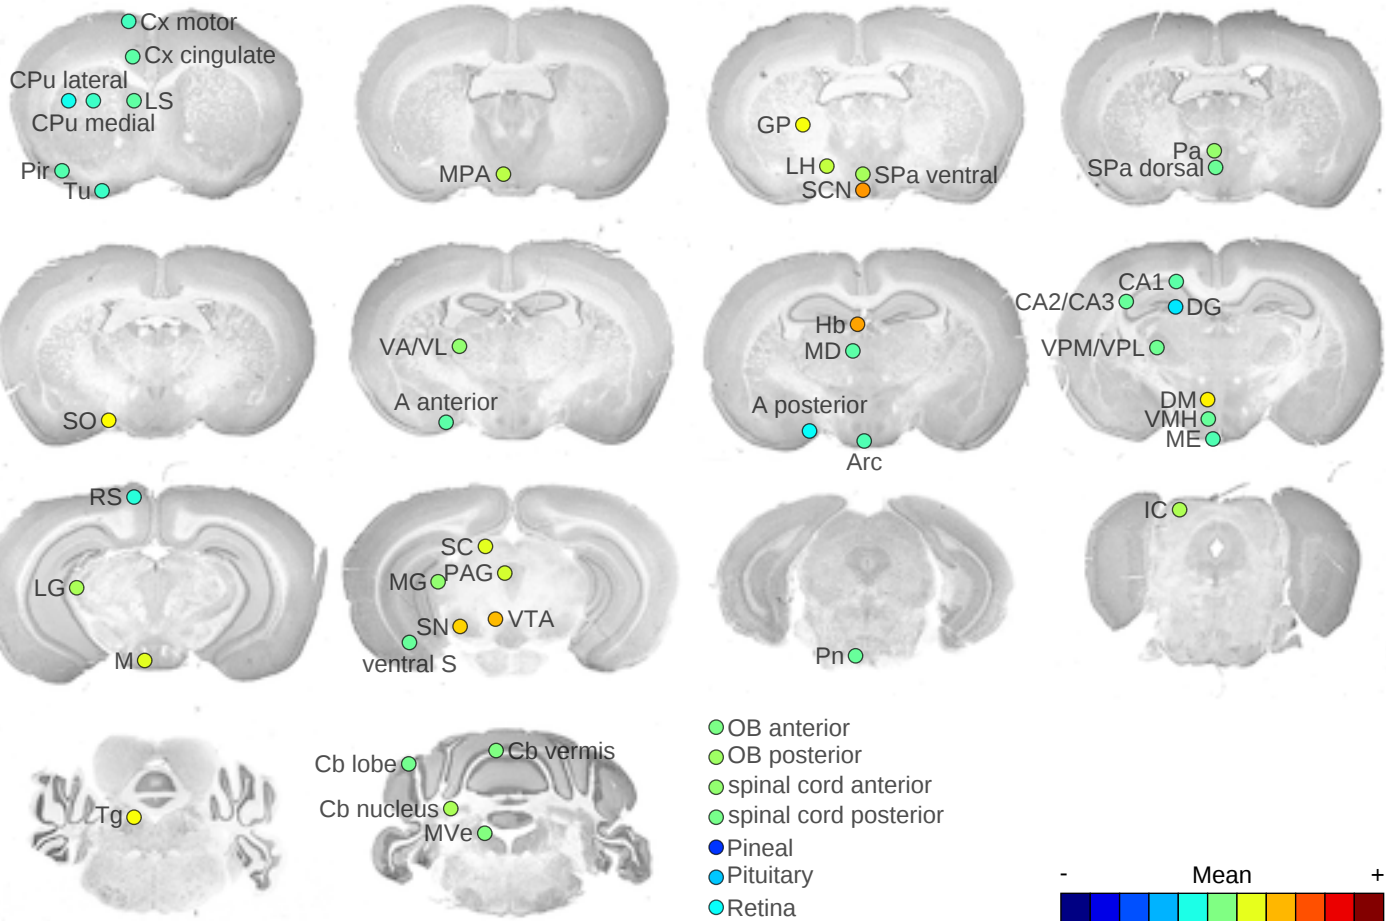 Cx motor
Cx cingulate
CPu lateral
LS
CPu medial
Pir
Tu
MPA
GP
LH
SPa ventral
SCN
Pa
SPa dorsal
SO
VA/VL
A anterior
Hb
MD
A posterior
Arc
CA1
CA2/CA3
DG
VPM/VPL
DM
VMH
ME
RS
LG
M
SC
PAG
MG
VTA
SN
ventral S
Pn
IC
Tg
Cb vermis
Cb lobe
Cb nucleus
MVe
OB anterior
OB posterior
spinal cord anterior
spinal cord posterior
Pineal
Pituitary
Retina
- Mean +